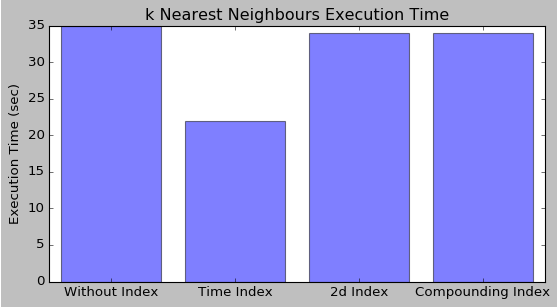 k Nearest Neighbours Execution Time
35
30
25
20
15
10
5
0
Execution Time (sec)
Without Index
Time Index
2d Index
Compounding Index